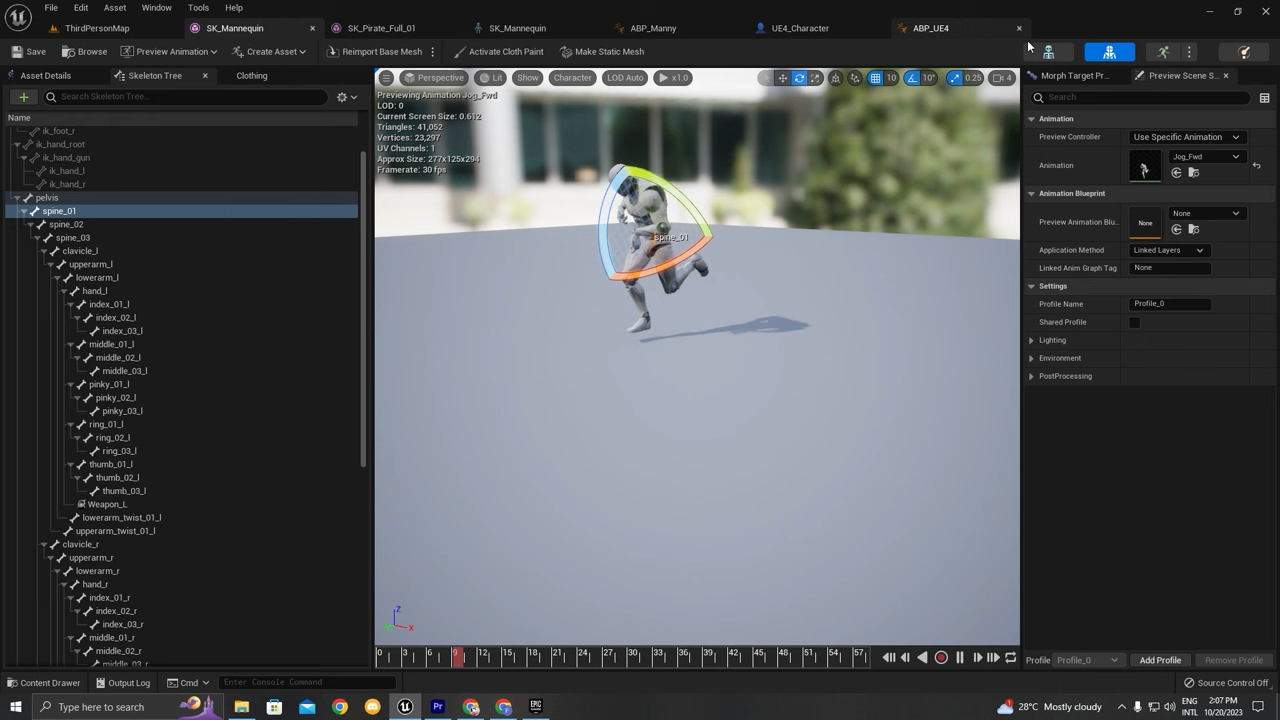 File Edit Asset Window Tools Help
ThirdPersonMap SK_Mannequin SK_Pirate_Full_01 SK_Mannequin ABP_Manny UE4_Character ABP_UE4
Save Browse Preview Animation Create Asset Reimport Base Mesh Activate Cloth Paint Make Static Mesh
Asset Details Skeleton Tree Clothing
Search Skeleton Tree...
Name
ik_foot_r
ik_hand_root
ik_hand_gun
ik_hand_l
ik_hand_r
pelvis
spine_01
spine_02
spine_03
clavicle_l
upperarm_l
lowerarm_l
hand_l
index_01_l
index_02_l
index_03_l
middle_01_l
middle_02_l
middle_03_l
pinky_01_l
pinky_02_l
pinky_03_l
ring_01_l
ring_02_l
ring_03_l
thumb_01_l
thumb_02_l
thumb_03_l
Weapon_L
lowerarm_twist_01_l
upperarm_twist_01_l
clavicle_r
upperarm_r
lowerarm_r
hand_r
index_01_r
index_02_r
index_03_r
middle_01_r
middle_02_r
middle_03_r
Perspective Lit Show Character LOD Auto x1.0 10 10° 0.25 4
Previewing Animation Jog_Fwd
LOD: 0
Current Screen Size: 0.612
Triangles: 41,052
Vertices: 23,297
UV Channels: 1
Approx Size: 277x125x294
Framerate: 30 fps
spine_01
Z
X
0 3 6 9 12 15 18 21 24 27 30 33 36 39 42 45 48 51 54 57
Morph Target Pr... Preview Scene S...
Search
Animation
Preview Controller Use Specific Animation
Animation Jog_Fwd
Animation Blueprint
Preview Animation Blu... None None
Application Method Linked Layers
Linked Anim Graph Tag None
Settings
Profile Name Profile_0
Shared Profile
Lighting
Environment
PostProcessing
Profile Profile_0 Add Profile Remove Profile
Content Drawer Output Log Cmd Enter Console Command Source Control Off
Type here to search Pr EPIC 28°C Mostly cloudy ENG INTL 2:07 PM 10/20/2023